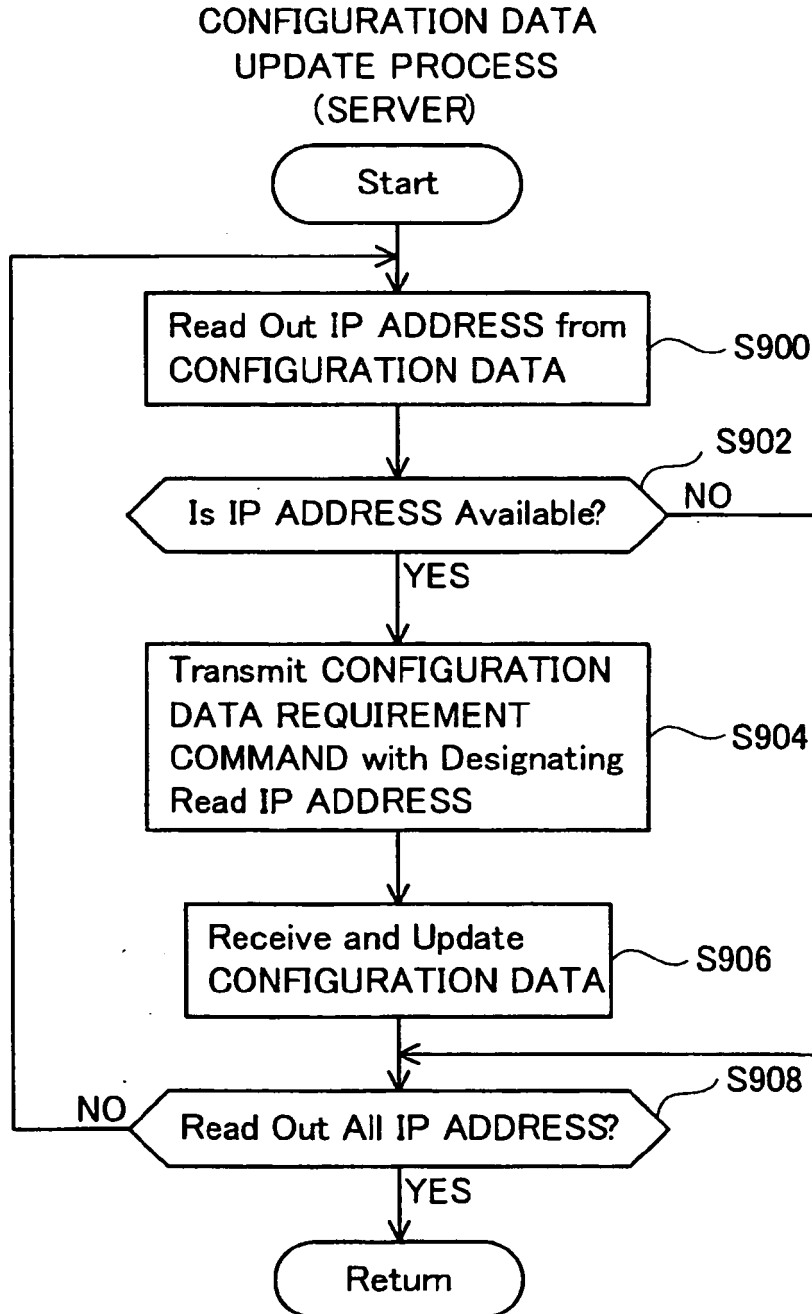 CONFIGURATION DATA
UPDATE PROCESS
(SERVER)
Start
Read Out IP ADDRESS from
CONFIGURATION DATA
S900
S902
Is IP ADDRESS Available?
NO
YES
Transmit CONFIGURATION
DATA REQUIREMENT
COMMAND with Designating
Read IP ADDRESS
S904
Receive and Update
CONFIGURATION DATA
S906
S908
NO
Read Out All IP ADDRESS?
YES
Return